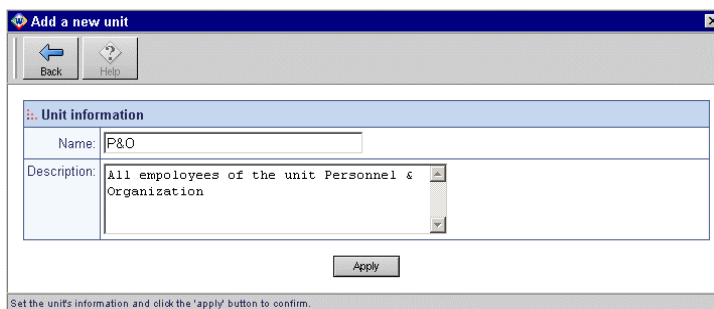 Add a new unit
Back
Help
Unit information
Name: P&O
Description: All empoloyees of the unit Personnel &
Organization
Apply
Set the unit's information and click the 'apply' button to confirm.